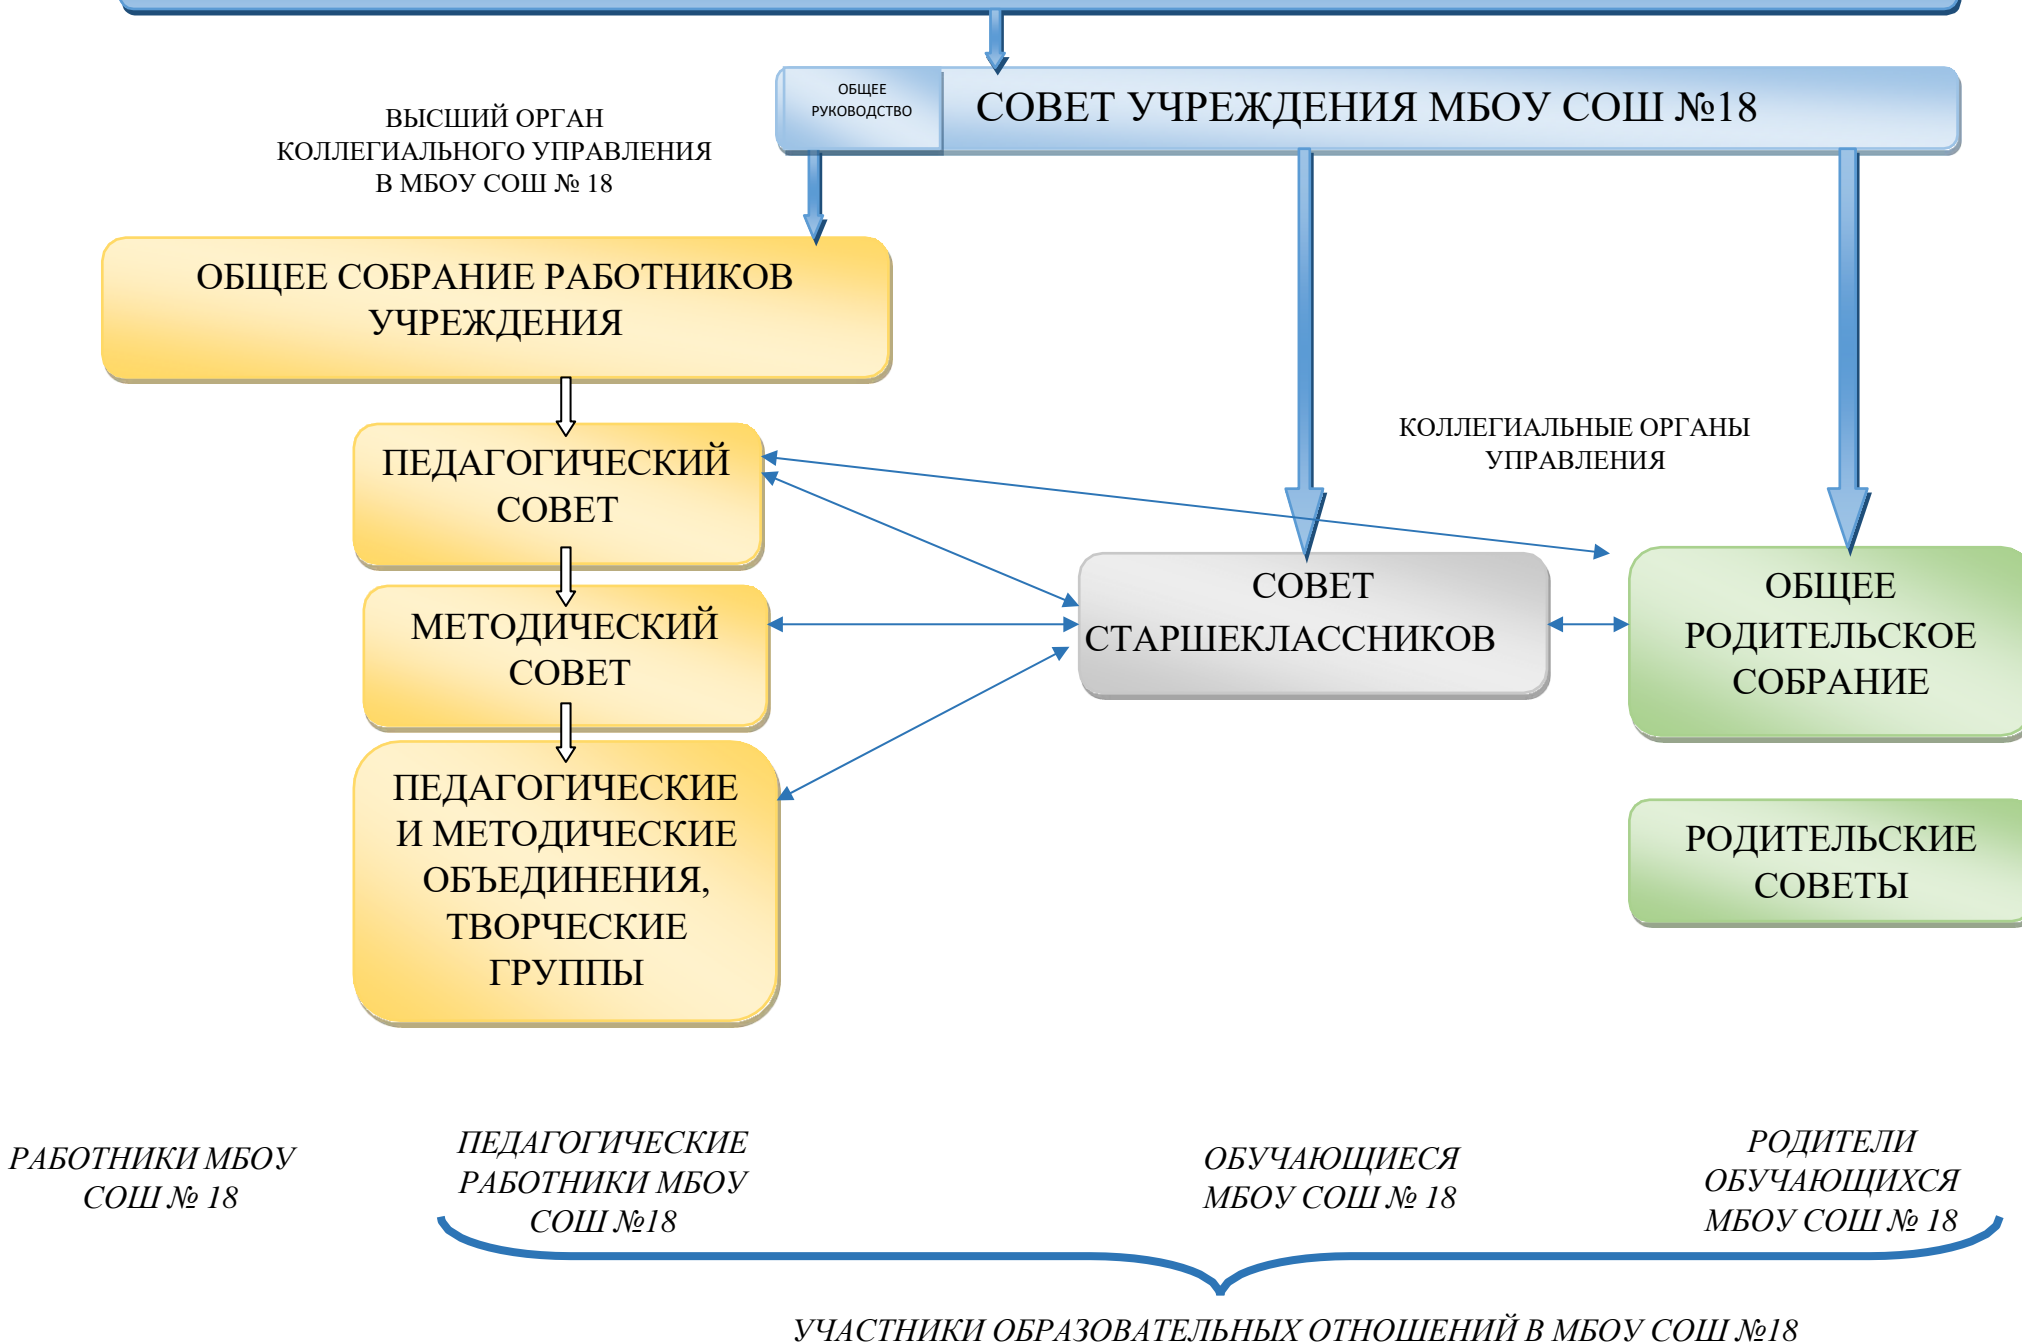 ОБЩЕЕ
РУКОВОДСТВО
СОВЕТ УЧРЕЖДЕНИЯ МБОУ СОШ №18
ВЫСШИЙ ОРГАН
КОЛЛЕГИАЛЬНОГО УПРАВЛЕНИЯ
В МБОУ СОШ № 18
ОБЩЕЕ СОБРАНИЕ РАБОТНИКОВ
УЧРЕЖДЕНИЯ
КОЛЛЕГИАЛЬНЫЕ ОРГАНЫ
УПРАВЛЕНИЯ
ПЕДАГОГИЧЕСКИЙ
СОВЕТ
МЕТОДИЧЕСКИЙ
СОВЕТ
СОВЕТ
СТАРШЕКЛАССНИКОВ
ОБЩЕЕ
РОДИТЕЛЬСКОЕ
СОБРАНИЕ
ПЕДАГОГИЧЕСКИЕ
И МЕТОДИЧЕСКИЕ
ОБЪЕДИНЕНИЯ,
ТВОРЧЕСКИЕ
ГРУППЫ
РОДИТЕЛЬСКИЕ
СОВЕТЫ
РАБОТНИКИ МБОУ
СОШ № 18
ПЕДАГОГИЧЕСКИЕ
РАБОТНИКИ МБОУ
СОШ №18
ОБУЧАЮЩИЕСЯ
МБОУ СОШ № 18
РОДИТЕЛИ
ОБУЧАЮЩИХСЯ
МБОУ СОШ № 18
УЧАСТНИКИ ОБРАЗОВАТЕЛЬНЫХ ОТНОШЕНИЙ В МБОУ СОШ №18